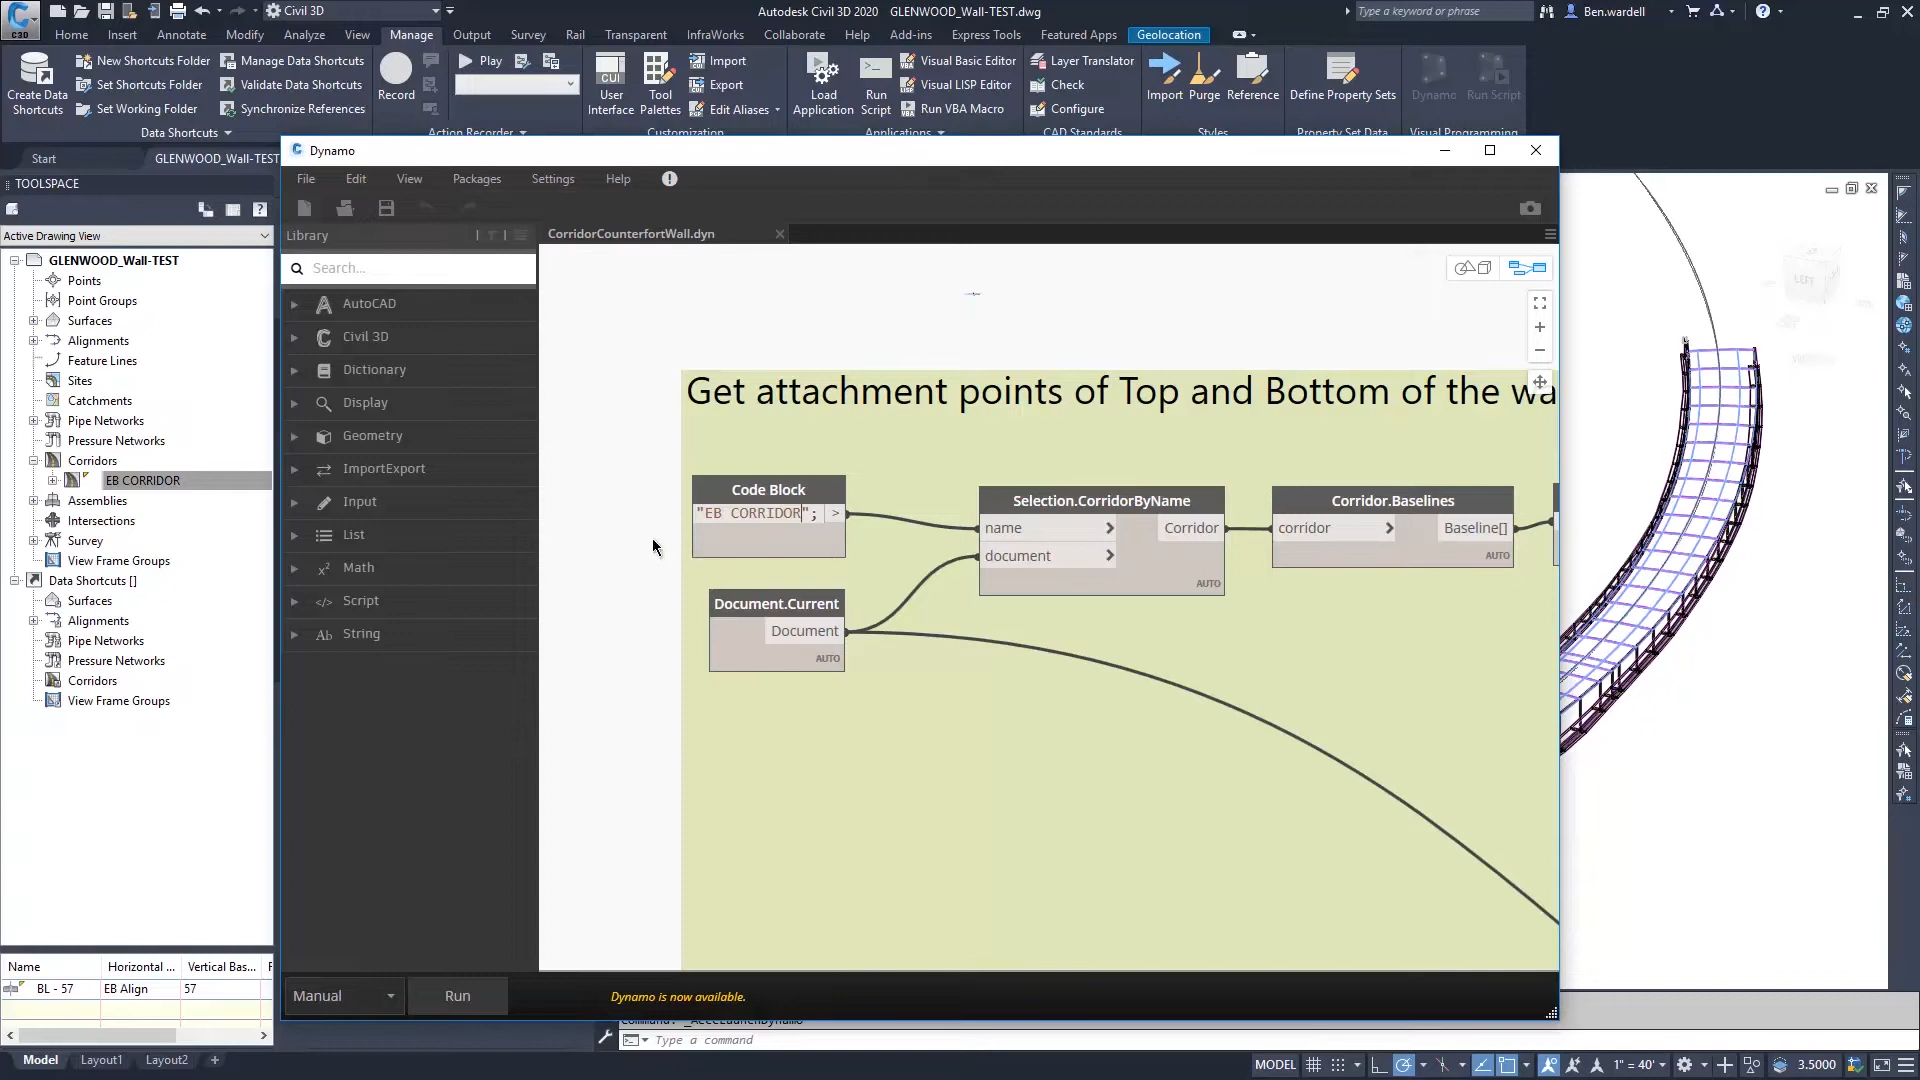 Civil 3D
Autodesk Civil 3D 2020 GLENWOOD_Wall-TEST.dwg
Type a keyword or phrase
Ben.wardell
C3D
Home Insert Annotate Modify Analyze View Manage Output Survey Rail Transparent InfraWorks Collaborate Help Add-ins Express Tools Featured Apps Geolocation
Create Data Shortcuts
New Shortcuts Folder
Set Shortcuts Folder
Set Working Folder
Manage Data Shortcuts
Validate Data Shortcuts
Synchronize References
Data Shortcuts
Record
Play
Action Recorder
CUI
User Interface
Tool Palettes
Import
Export
Edit Aliases
Customization
Load Application
Run Script
Visual Basic Editor
Visual LISP Editor
Run VBA Macro
Applications
Layer Translator
Check
Configure
CAD Standards
Import
Purge
Reference
Styles
Define Property Sets
Property Set Data
Dynamo
Run Script
Visual Programming
Start
GLENWOOD_Wall-TEST
TOOLSPACE
Active Drawing View
GLENWOOD_Wall-TEST
Points
Point Groups
Surfaces
Alignments
Feature Lines
Sites
Catchments
Pipe Networks
Pressure Networks
Corridors
EB CORRIDOR
Assemblies
Intersections
Survey
View Frame Groups
Data Shortcuts []
Surfaces
Alignments
Pipe Networks
Pressure Networks
Corridors
View Frame Groups
Name Horizontal ... Vertical Bas... F
BL - 57 EB Align 57
Model Layout1 Layout2 +
Dynamo
File Edit View Packages Settings Help
Library
CorridorCounterfortWall.dyn
Search...
AutoCAD
Civil 3D
Dictionary
Display
Geometry
ImportExport
Input
List
Math
Script
String
Get attachment points of Top and Bottom of the wa
Code Block
"EB CORRIDOR"; >
Document.Current
Document
AUTO
Selection.CorridorByName
name > Corridor
document >
AUTO
Corridor.Baselines
corridor > Baseline[]
AUTO
Manual
Run
Dynamo is now available.
LEFT
Type a command
MODEL
1" = 40'
3.5000